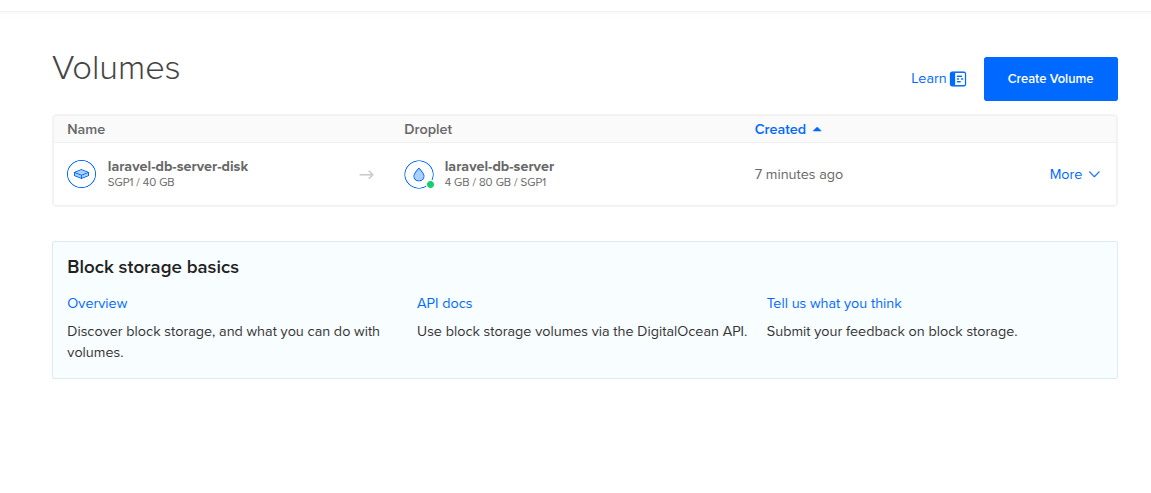 Volumes
Learn
Create Volume
Name Droplet Created
laravel-db-server-disk laravel-db-server 7 minutes ago More
SGP1 / 40 GB 4 GB / 80 GB / SGP1
Block storage basics
Overview API docs Tell us what you think
Discover block storage, and what you can do with Use block storage volumes via the DigitalOcean API. Submit your feedback on block storage.
volumes.